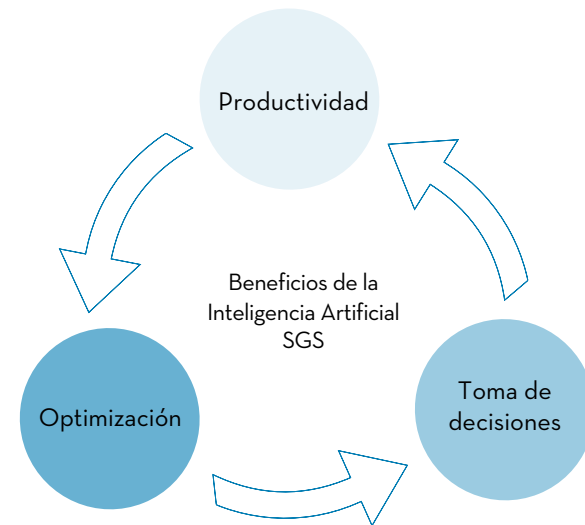 Productividad
Beneficios de la
Inteligencia Artificial
SGS
Optimización
Toma de
decisiones